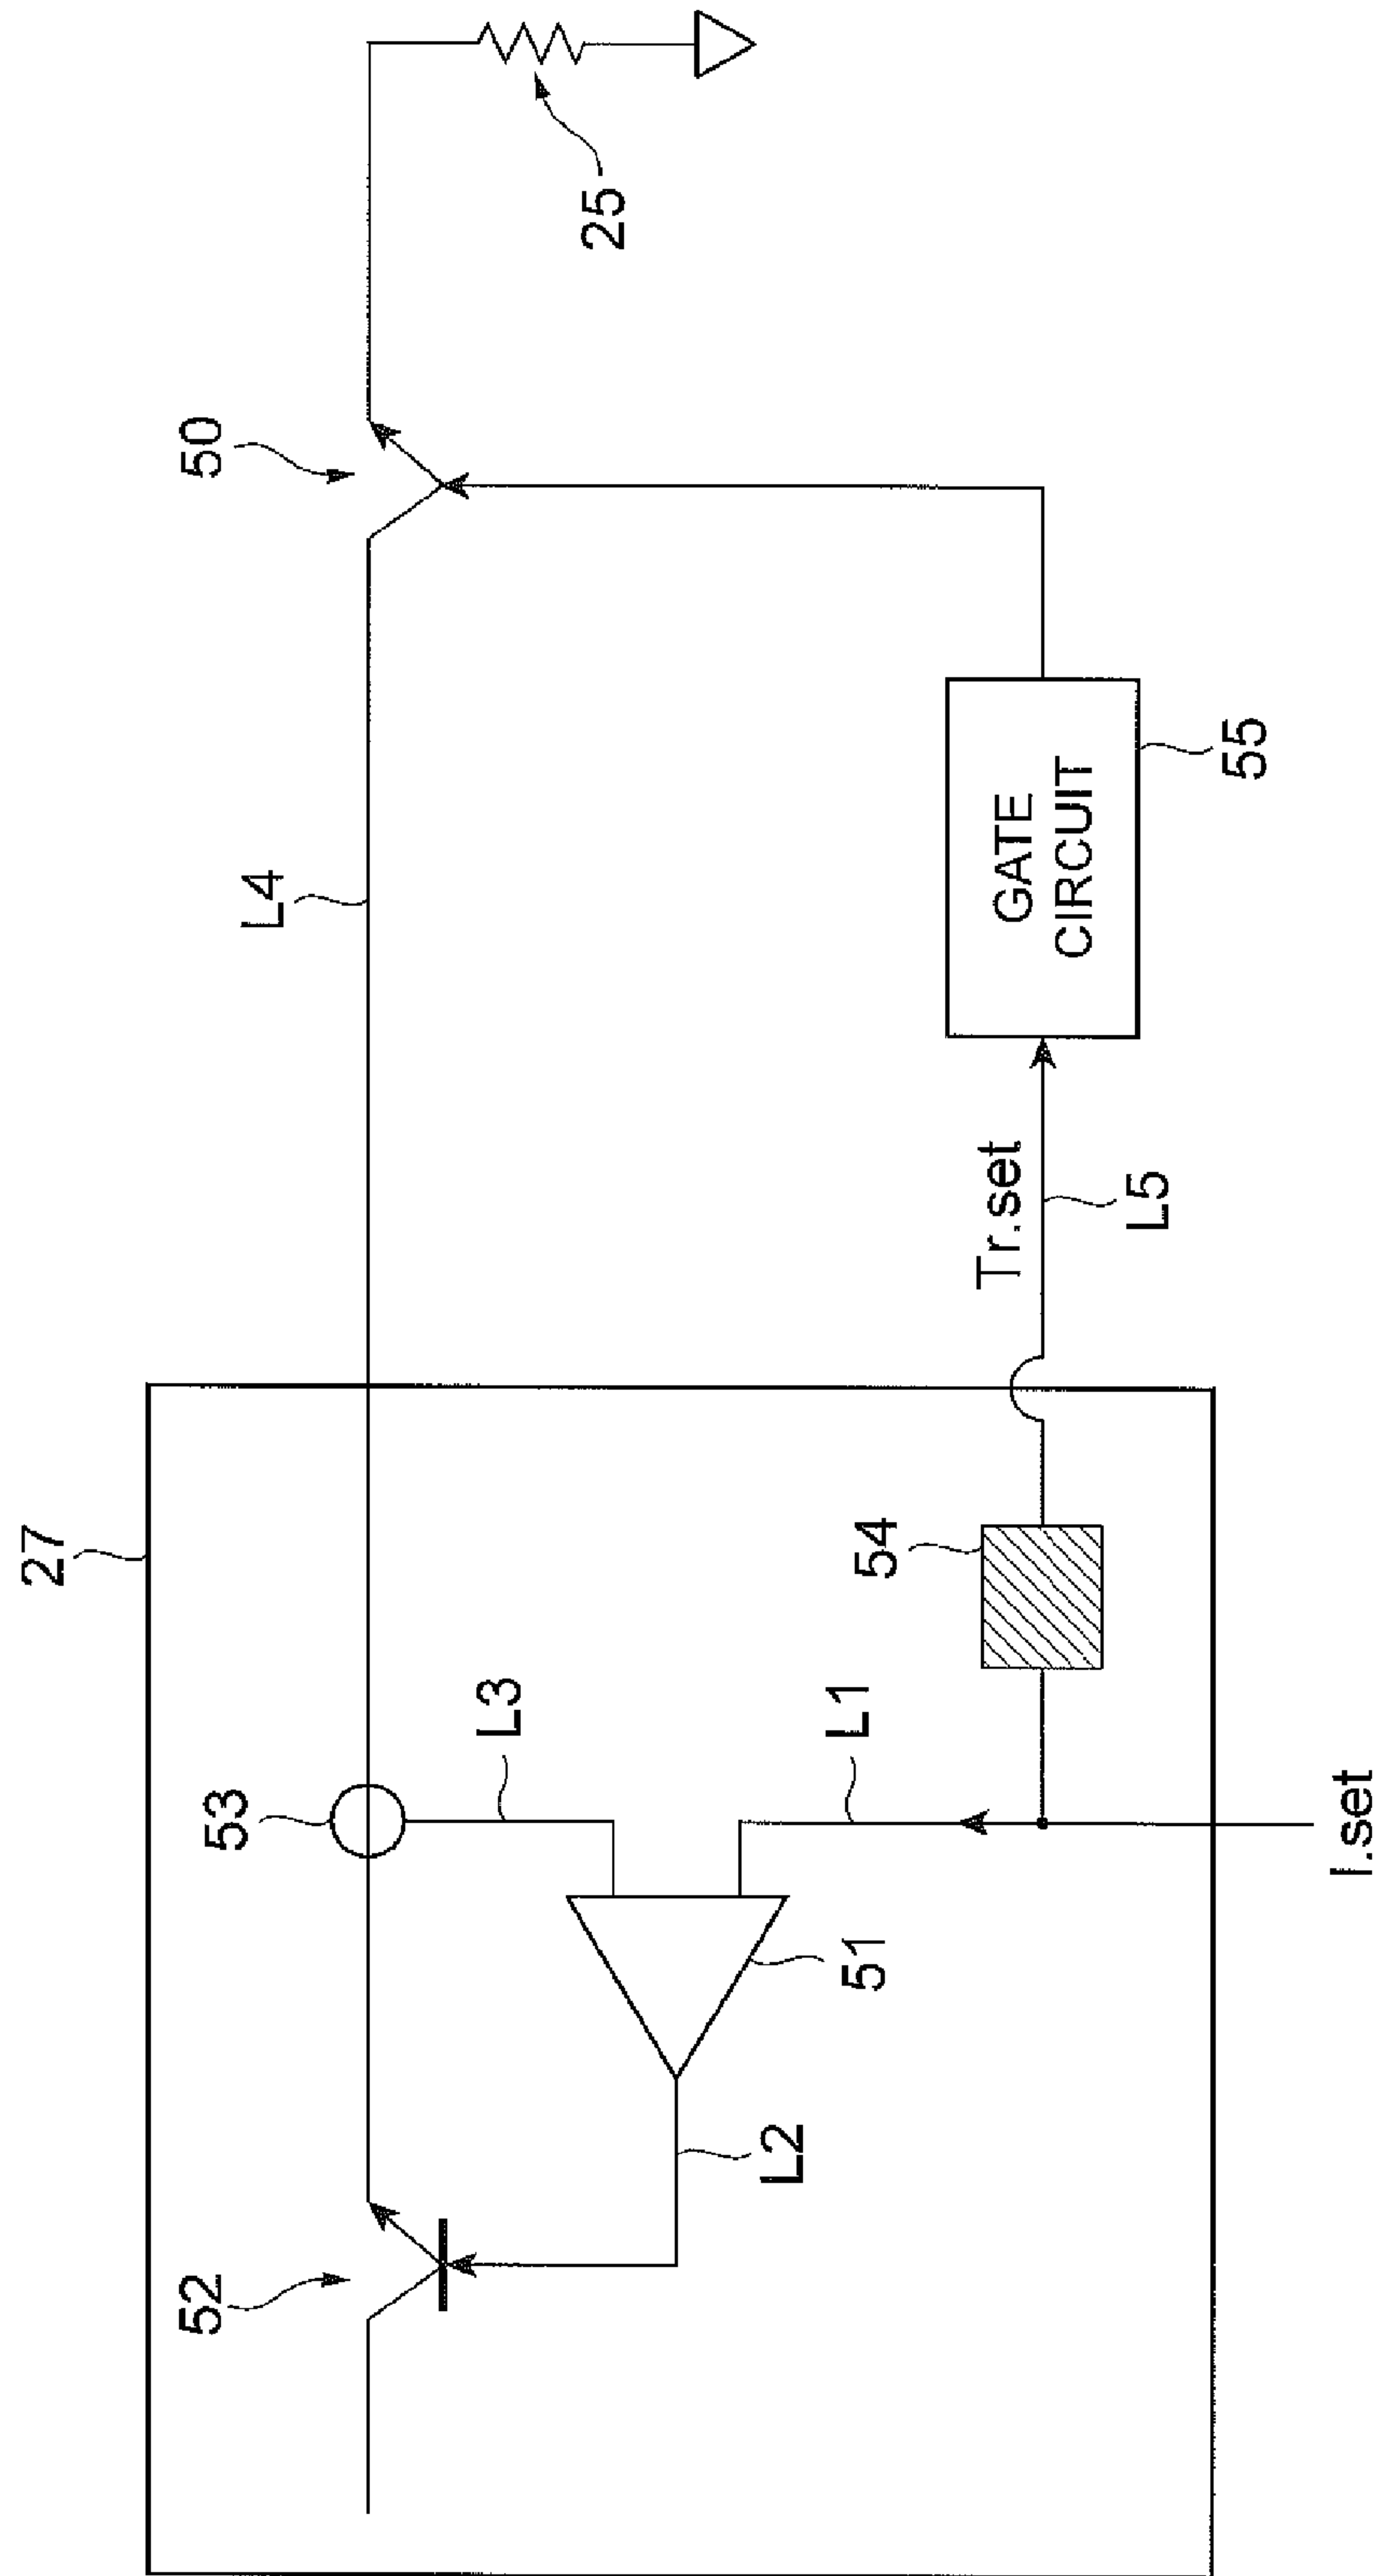 50
25
L4
27
53
L3
52
51
L2
L1
54
Tr.set
L5
GATE
CIRCUIT
55
I.set